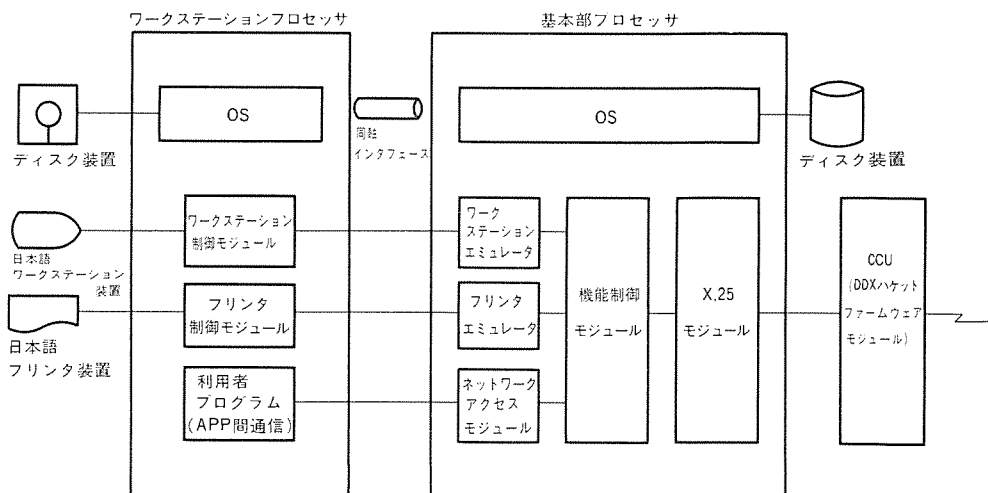 ワークステーションフロセッサ
基本部プロセッサ
OS
OS
同軸
インタフェース
ディスク装置
ディスク装置
ワークステーション
制御モジュール
ワーク
ステーション
エミュレータ
日本語
ワークステーション
装置
フリンタ
制御モジュール
フリンタ
エミュレータ
機能制御
モジュール
X.25
モジュール
CCU
(DDXハケット
ファームウェア
モジュール)
日本語
フリンタ装置
利用者
プログラム
(APP間通信)
ネットワーク
アクセス
モジュール